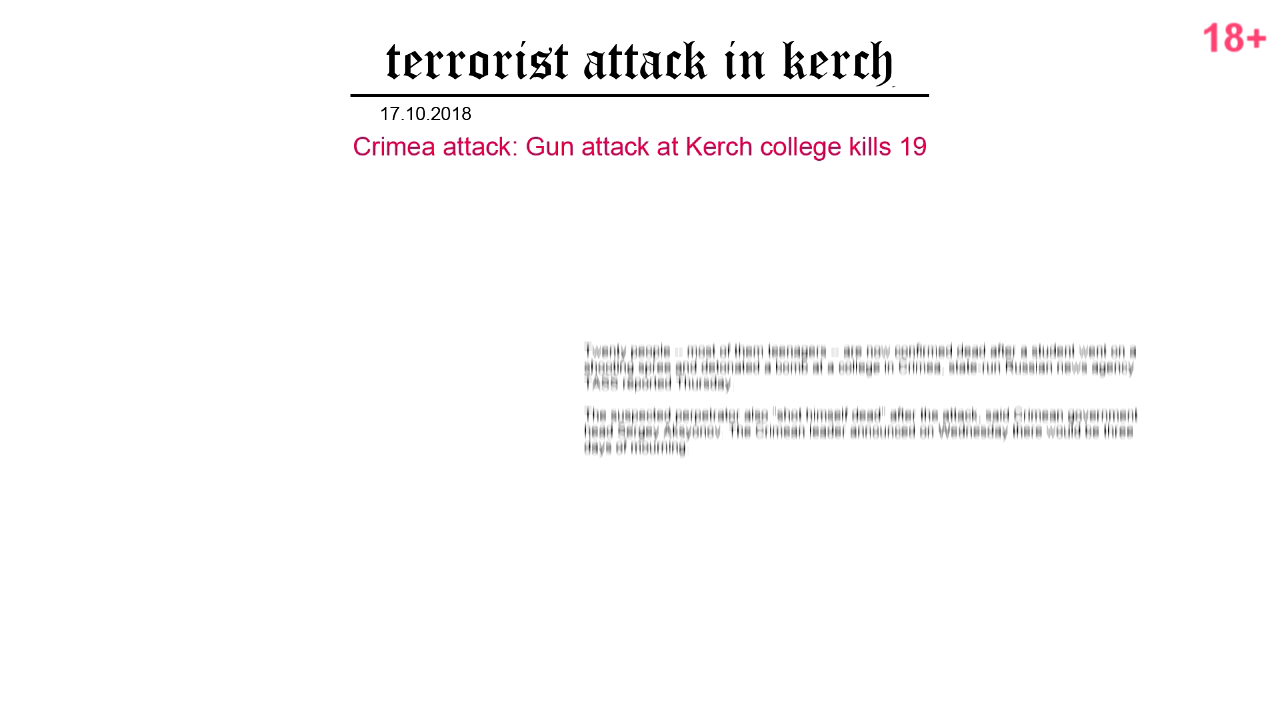 18+
terrorist attack in kerch
17.10.2018
Crimea attack: Gun attack at Kerch college kills 19
Twenty people most of them teenagers are now confirmed dead after a student went on a
shooting spree and detonated a bomb at a college in Crimea, state-run Russian news agency
TASS reported Thursday
The suspected perpetrator also "shot himself dead" after the attack, said Crimean government
head Sergey Aksyonov. The Crimean leader announced on Wednesday there would be three
days of mourning